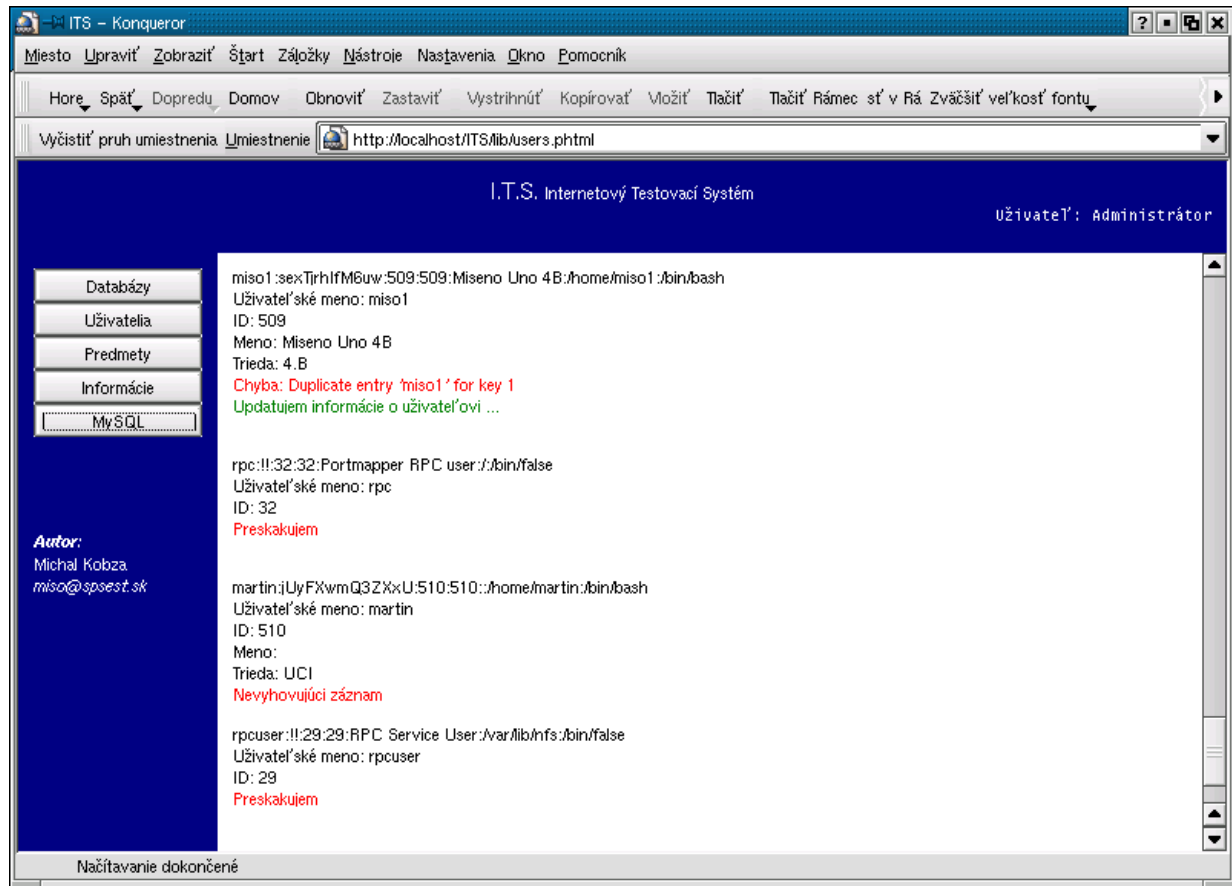 ITS – Konqueror
Miesto Upraviť Zobraziť Štart Záložky Nástroje Nastavenia Okno Pomocník
Hore Späť Dopredu Domov Obnoviť Zastaviť Vystrihnúť Kopírovať Vložiť Tlačiť Tlačiť Rámec sť v Rá Zväčšiť veľkosť fontu
Vyčistiť pruh umiestnenia Umiestnenie http://localhost/ITS/lib/users.phtml
I.T.S. Internetový Testovací Systém
Uživateľ: Administrátor
Databázy
Uživatelia
Predmety
Informácie
MySQL
Autor:
Michal Kobza
miso@spsest.sk
miso1:sexTjrhIfM6uw:509:509:Miseno Uno 4B:/home/miso1:/bin/bash
Uživateľské meno: miso1
ID: 509
Meno: Miseno Uno 4B
Trieda: 4.B
Chyba: Duplicate entry 'miso1' for key 1
Updatujem informácie o uživateľovi ...
rpc:!!:32:32:Portmapper RPC user:/:/bin/false
Uživateľské meno: rpc
ID: 32
Preskakujem
martin:jUyFXwmQ3ZXxU:510:510::/home/martin:/bin/bash
Uživateľské meno: martin
ID: 510
Meno:
Trieda: UCI
Nevyhovujúci záznam
rpcuser:!!:29:29:RPC Service User:/var/lib/nfs:/bin/false
Uživateľské meno: rpcuser
ID: 29
Preskakujem
Načítavanie dokončené